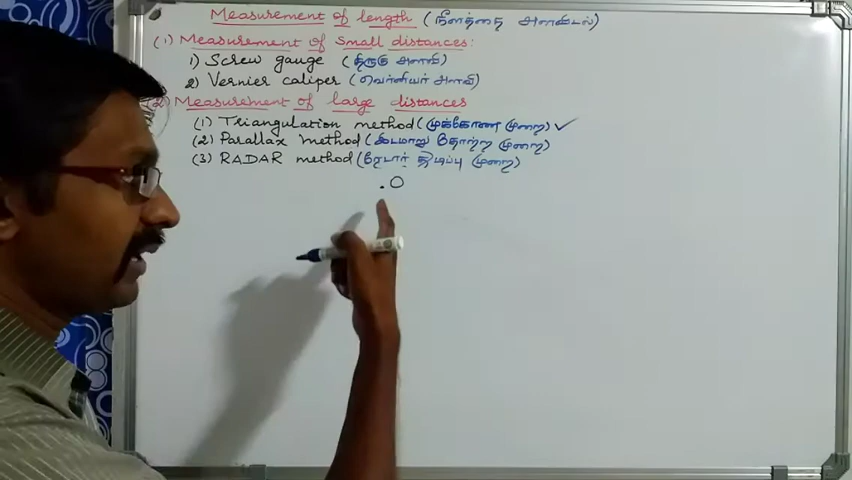 Measurement of length (நீளத்தை அளவிடல்)
(1) Measurement of Small distances:
1) Screw gauge (திருகு அளவி)
2) Vernier caliper (வெர்னியர் அளவி)
(2) Measurement of large distances
(1) Triangulation method (முக்கோண முறை) ✓
(2) Parallax method (இடமாறு தோற்ற முறை)
(3) RADAR method (ரேடார் துடிப்பு முறை)
. O